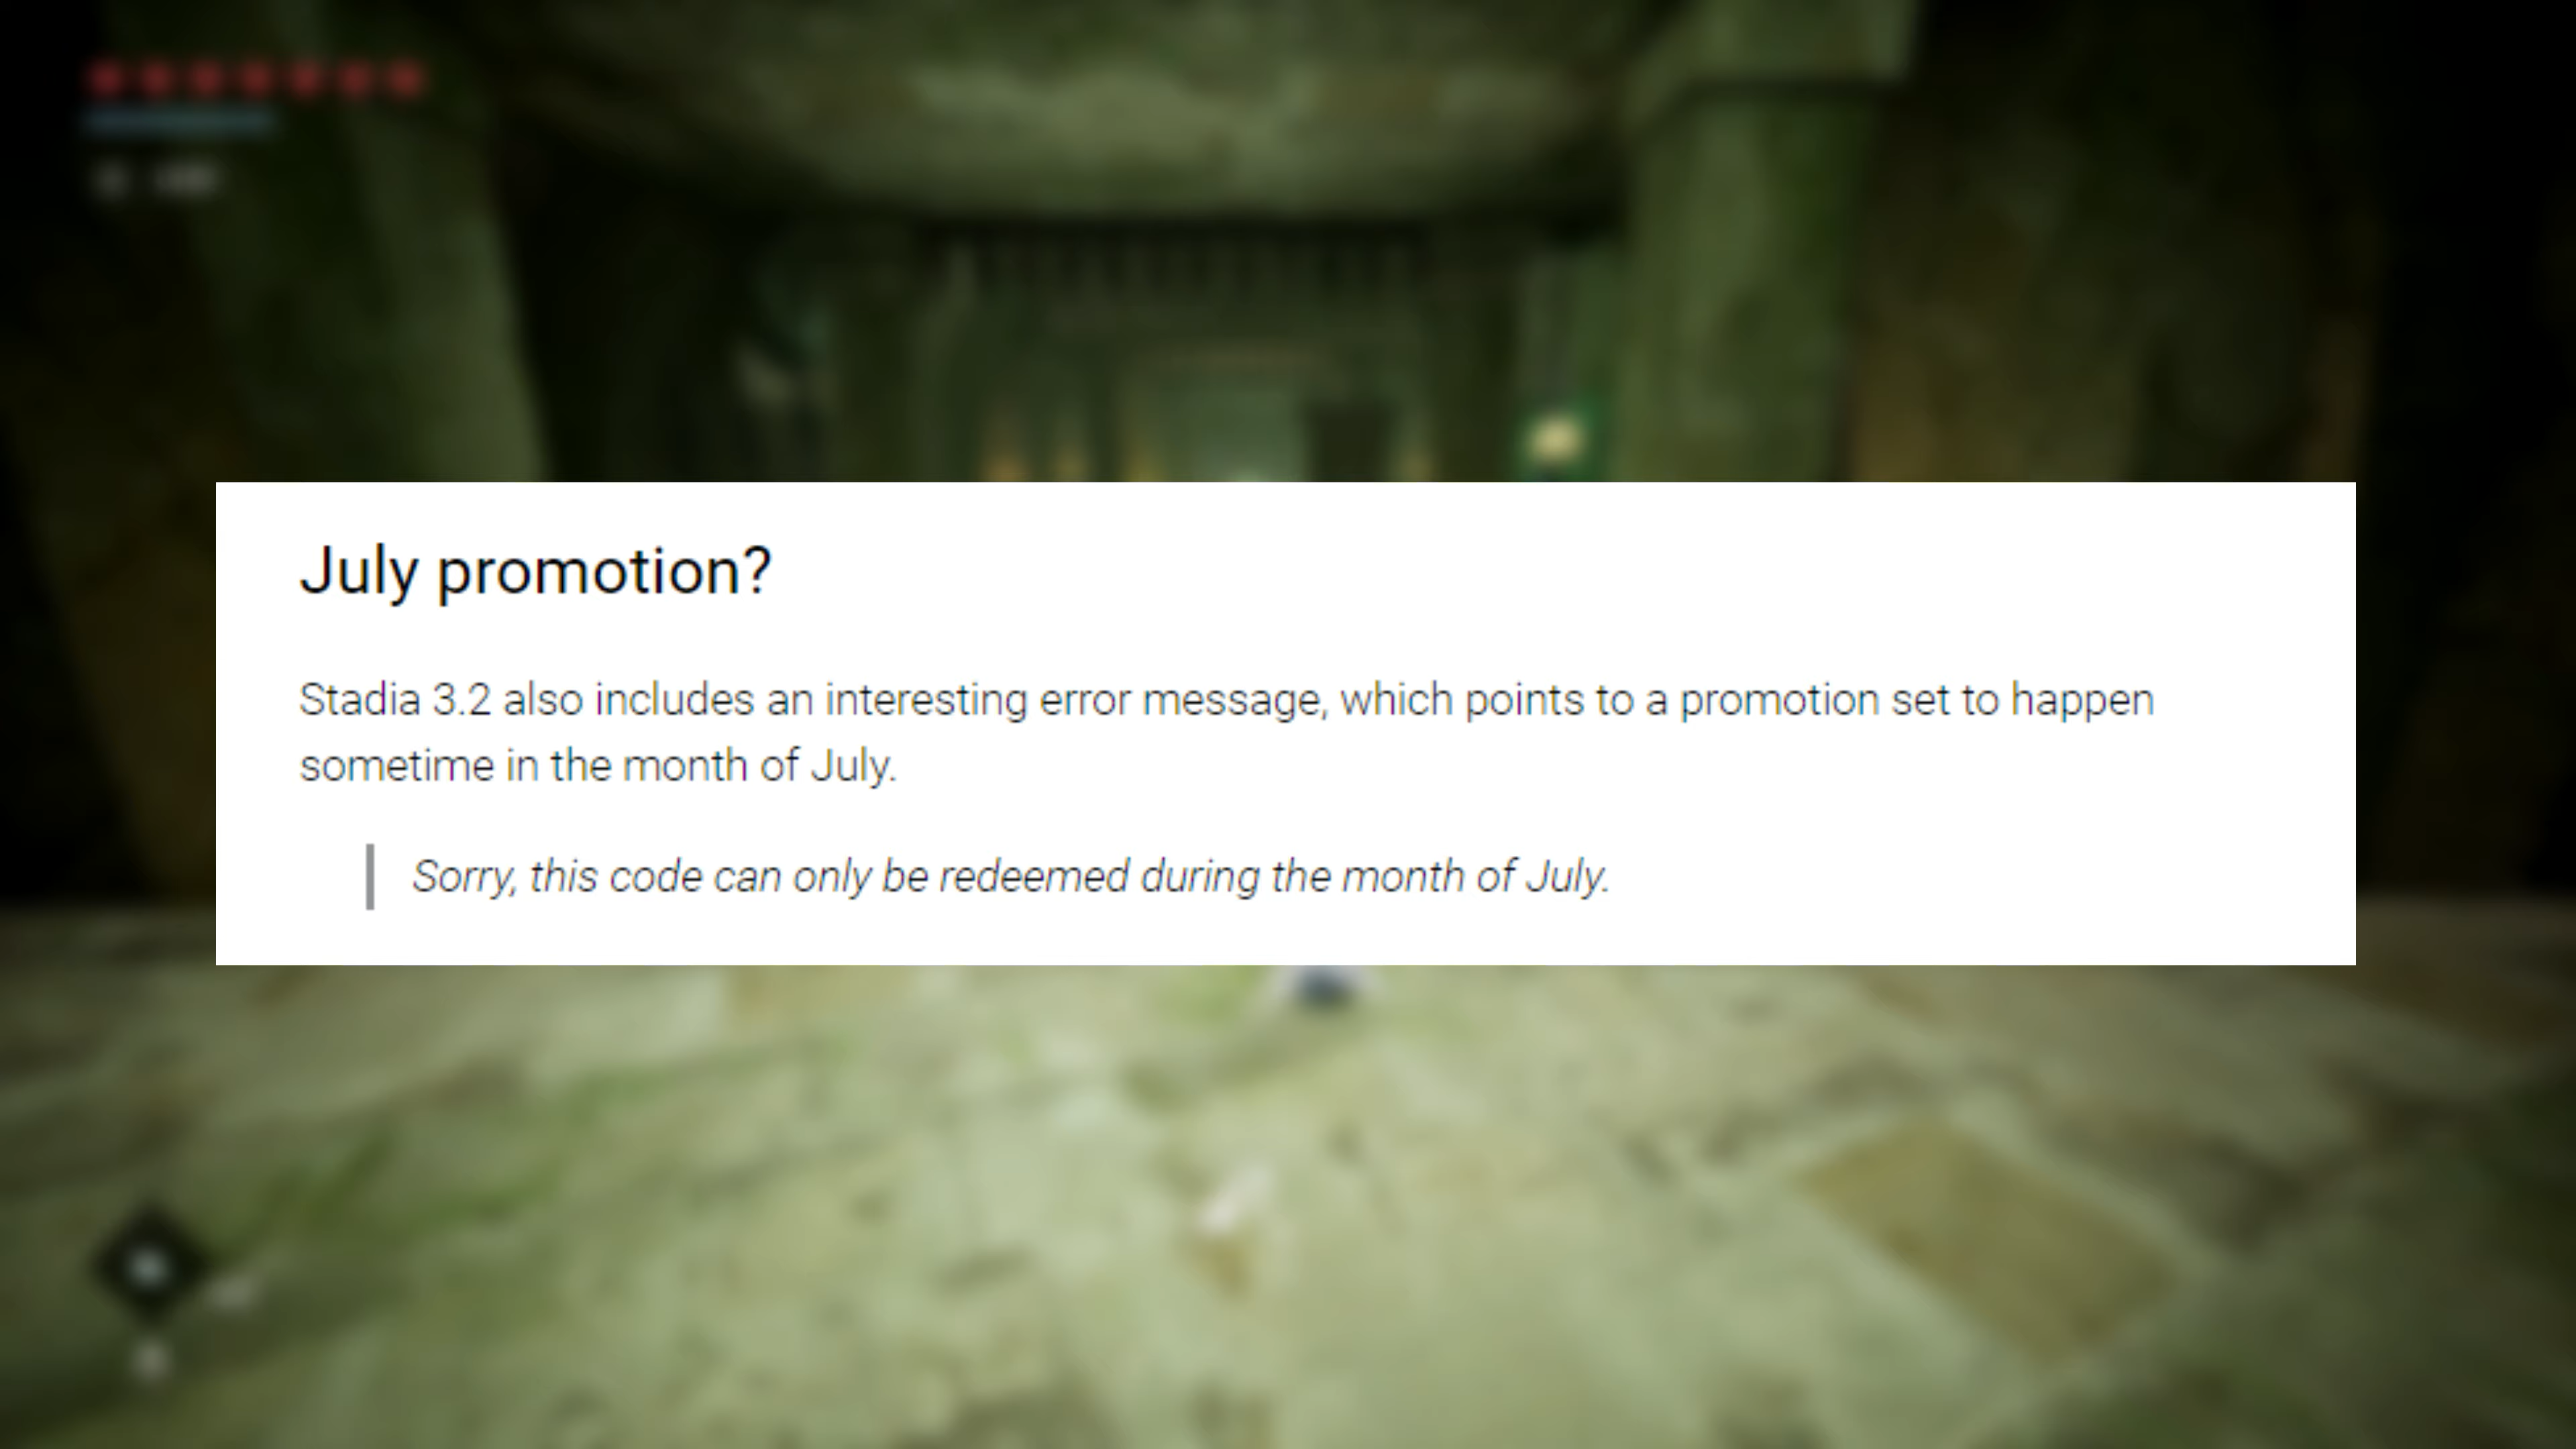 July promotion?
Stadia 3.2 also includes an interesting error message, which points to a promotion set to happen
sometime in the month of July.
Sorry, this code can only be redeemed during the month of July.